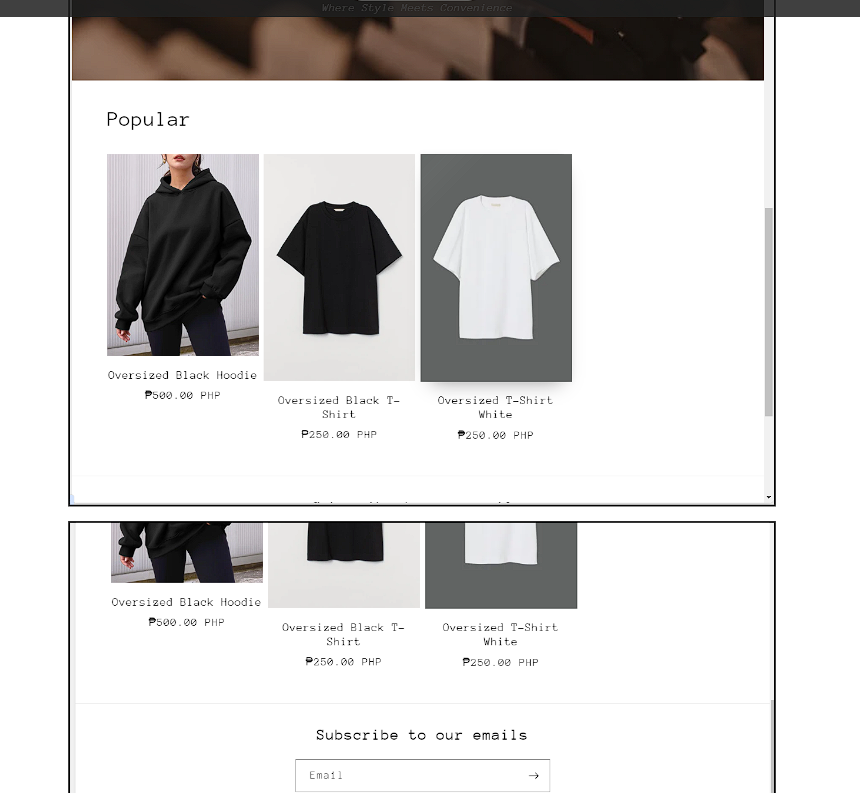 Where Style Meets Convenience
Popular
Oversized Black Hoodie
₱500.00 PHP
Oversized Black T-
Shirt
₱250.00 PHP
Oversized T-Shirt
White
₱250.00 PHP
Oversized Black Hoodie
₱500.00 PHP
Oversized Black T-
Shirt
₱250.00 PHP
Oversized T-Shirt
White
₱250.00 PHP
Subscribe to our emails
Email